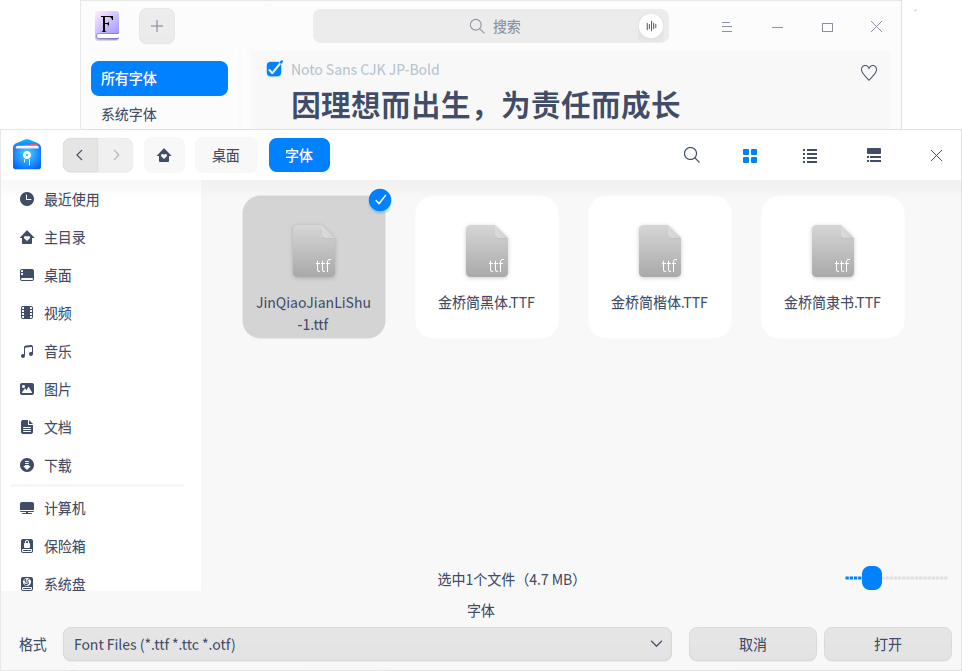 F
搜索
所有字体
Noto Sans CJK JP-Bold
系统字体
因理想而出生，为责任而成长
桌面
字体
最近使用
主目录
桌面
视频
音乐
图片
文档
下载
计算机
保险箱
系统盘
ttf
JinQiaoJianLiShu
-1.ttf
ttf
金桥简黑体.TTF
ttf
金桥简楷体.TTF
ttf
金桥简隶书.TTF
选中1个文件（4.7 MB）
字体
格式
Font Files (*.ttf *.ttc *.otf)
取消
打开